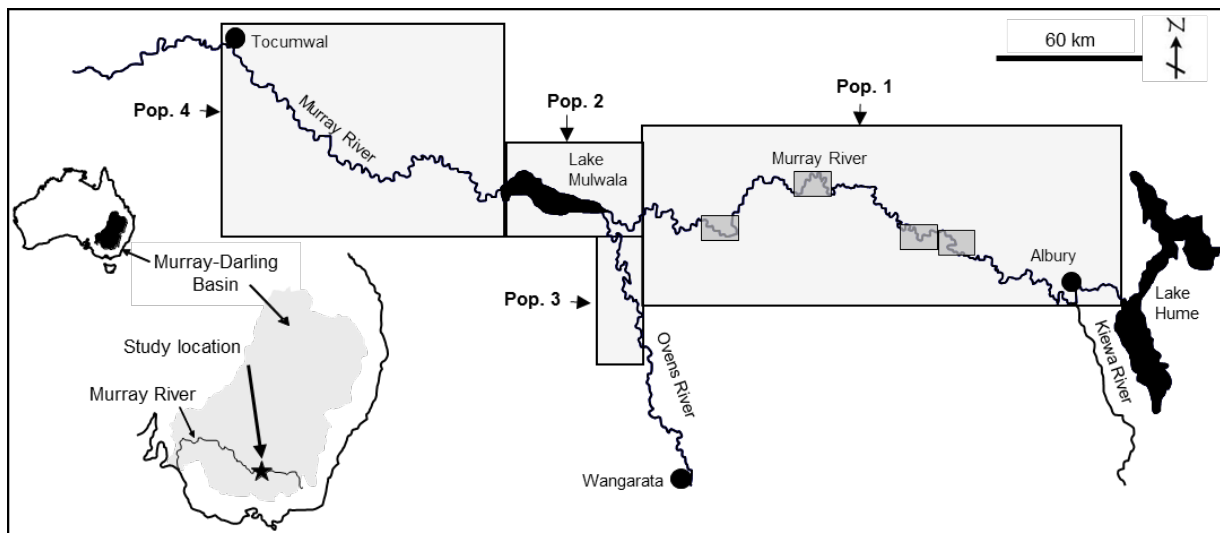 Tocumwal
60 km
N
Pop. 4
Murray River
Pop. 2
Pop. 1
Lake
Mulwala
Murray River
Murray-Darling
Basin
Pop. 3
Albury
Lake
Hume
Study location
Murray River
Ovens River
Kiewa River
Wangarata